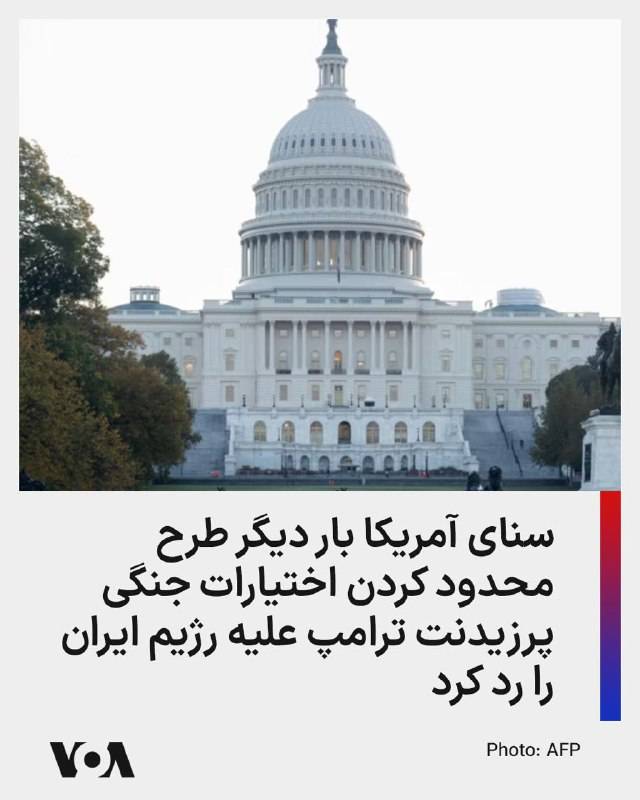 سنای آمریکا بار دیگر طرح
محدود کردن اختیارات جنگی
پرزیدنت ترامپ علیه رژیم ایران
را رد کرد
Photo: AFP
VOA